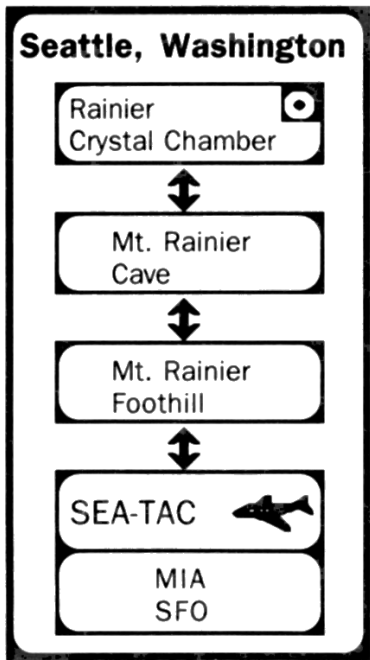 Seattle, Washington
Rainier
Crystal Chamber
Mt. Rainier
Cave
Mt. Rainier
Foothill
SEA-TAC
MIA
SFO